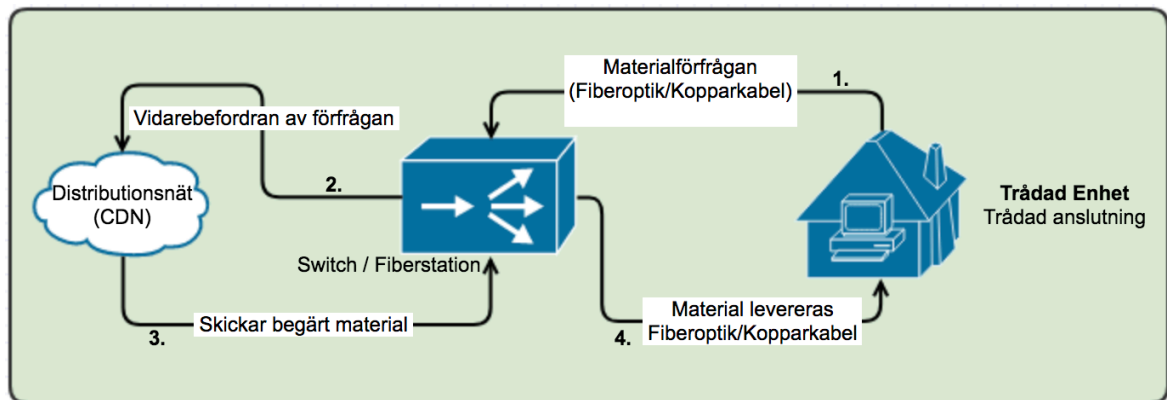 Materialförfrågan
(Fiberoptik/Kopparkabel)
1.
Vidarebefordran av förfrågan
2.
Distributionsnät
(CDN)
Trådad Enhet
Trådad anslutning
Switch / Fiberstation
Skickar begärt material
3.
Material levereras
Fiberoptik/Kopparkabel
4.